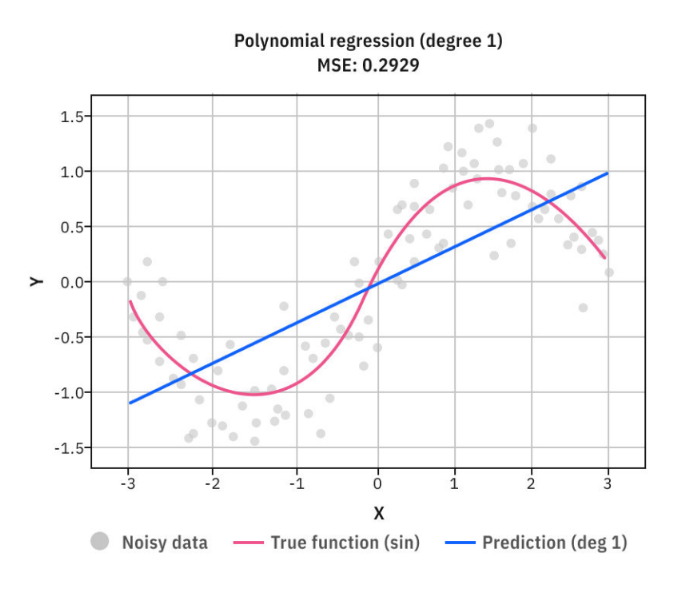 Polynomial regression (degree 1)
MSE: 0.2929
1.5
1.0
0.5
0.0
-0.5
-1.0
-1.5
Y
-3 -2 -1 0 1 2 3
X
Noisy data True function (sin) Prediction (deg 1)